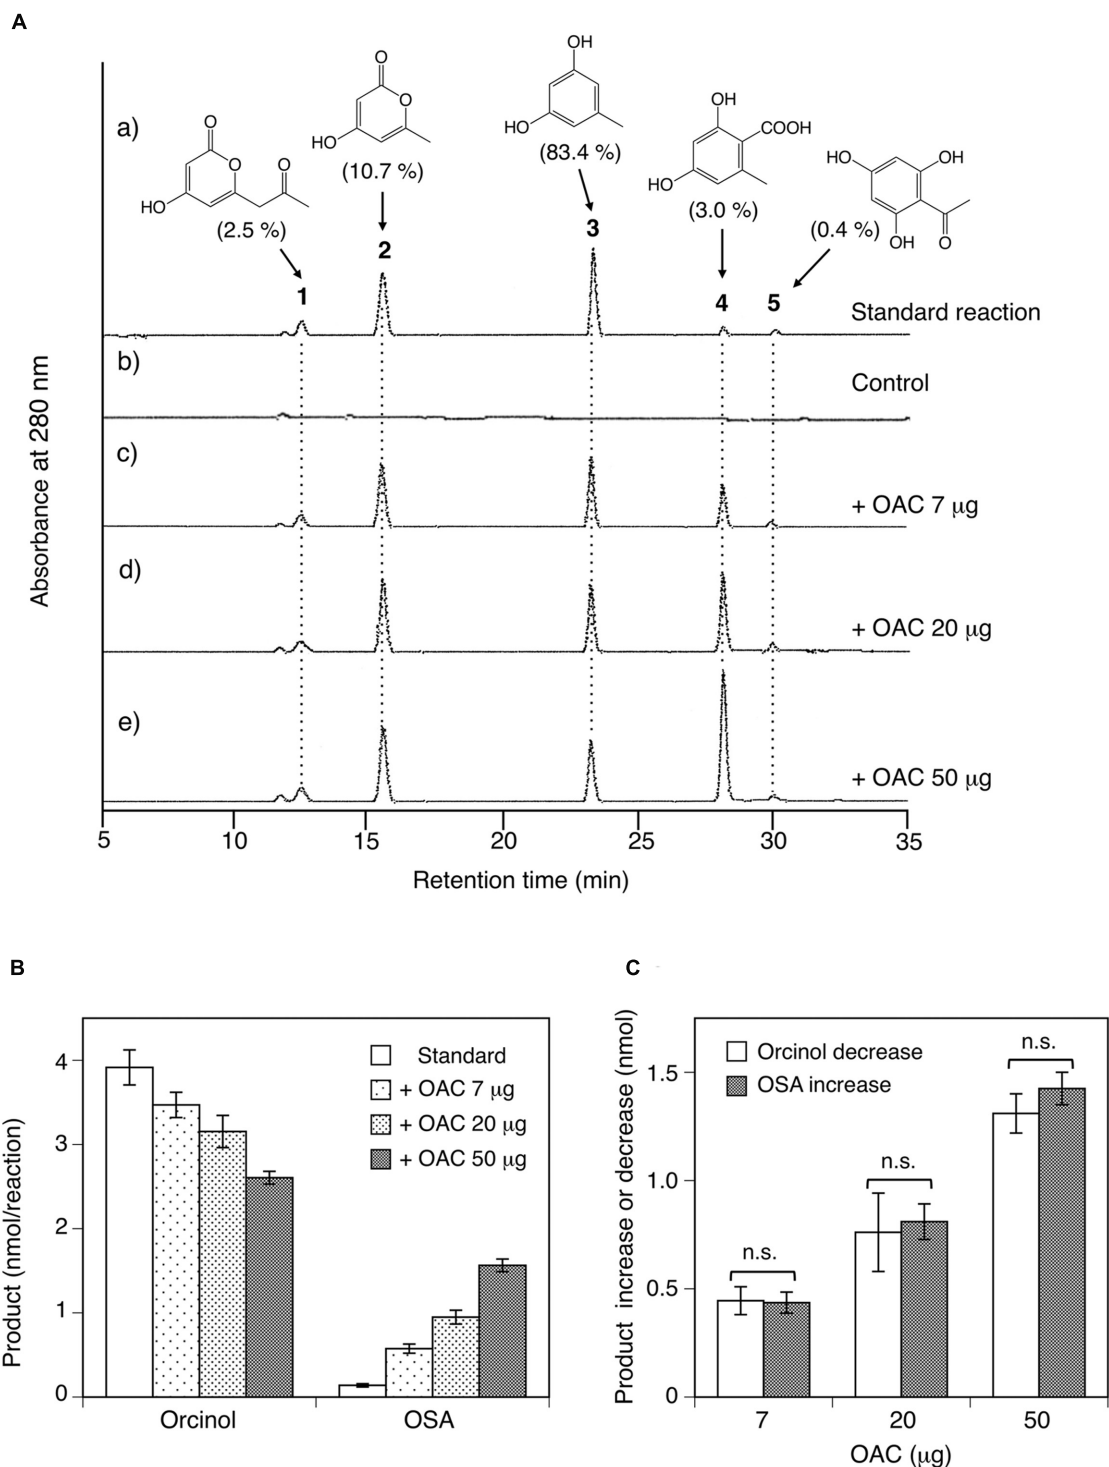 A
a)
O
O
HO
O
(2.5 %)
O
O
HO
(10.7 %)
OH
HO
(83.4 %)
OH
COOH
HO
(3.0 %)
HO
OH
OH
O
(0.4 %)
1
2
3
4
5
Standard reaction
b)
Control
c)
+ OAC 7 µg
d)
+ OAC 20 µg
e)
+ OAC 50 µg
Absorbance at 280 nm
5
10
15
20
25
30
35
Retention time (min)
B
Product (nmol/reaction)
4
3
2
1
0
Standard
+ OAC 7 µg
+ OAC 20 µg
+ OAC 50 µg
Orcinol
OSA
C
Product increase or decrease (nmol)
1.5
1.0
0.5
0
Orcinol decrease
OSA increase
n.s.
n.s.
n.s.
7
20
50
OAC (µg)